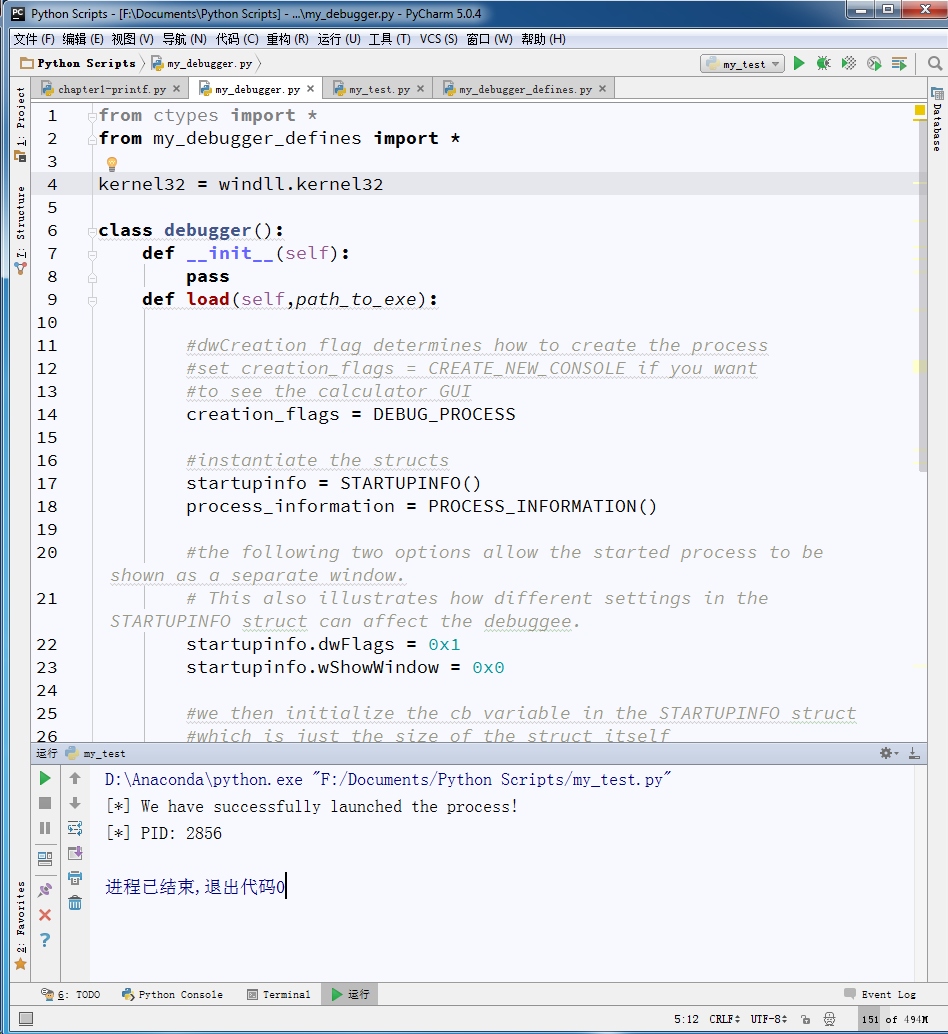 PC Python Scripts - [F:\Documents\Python Scripts] - ...\my_debugger.py - PyCharm 5.0.4
文件 (F) 编辑 (E) 视图 (V) 导航 (N) 代码 (C) 重构 (R) 运行 (U) 工具 (T) VCS (S) 窗口 (W) 帮助 (H)
Python Scripts my_debugger.py my_test
chapter1-printf.py my_debugger.py my_test.py my_debugger_defines.py
1: Project
7: Structure
2: Favorites
Database
1 from ctypes import *
2 from my_debugger_defines import *
3
4 kernel32 = windll.kernel32
5
6 class debugger():
7 def __init__(self):
8 pass
9 def load(self,path_to_exe):
10
11 #dwCreation flag determines how to create the process
12 #set creation_flags = CREATE_NEW_CONSOLE if you want
13 #to see the calculator GUI
14 creation_flags = DEBUG_PROCESS
15
16 #instantiate the structs
17 startupinfo = STARTUPINFO()
18 process_information = PROCESS_INFORMATION()
19
20 #the following two options allow the started process to be
shown as a separate window.
21 # This also illustrates how different settings in the
STARTUPINFO struct can affect the debuggee.
22 startupinfo.dwFlags = 0x1
23 startupinfo.wShowWindow = 0x0
24
25 #we then initialize the cb variable in the STARTUPINFO struct
26 #which is just the size of the struct itself
运行 my_test
D:\Anaconda\python.exe "F:/Documents/Python Scripts/my_test.py"
[*] We have successfully launched the process!
[*] PID: 2856
进程已结束,退出代码0
6: TODO Python Console Terminal 运行 Event Log
5:12 CRLF UTF-8 151 of 494M